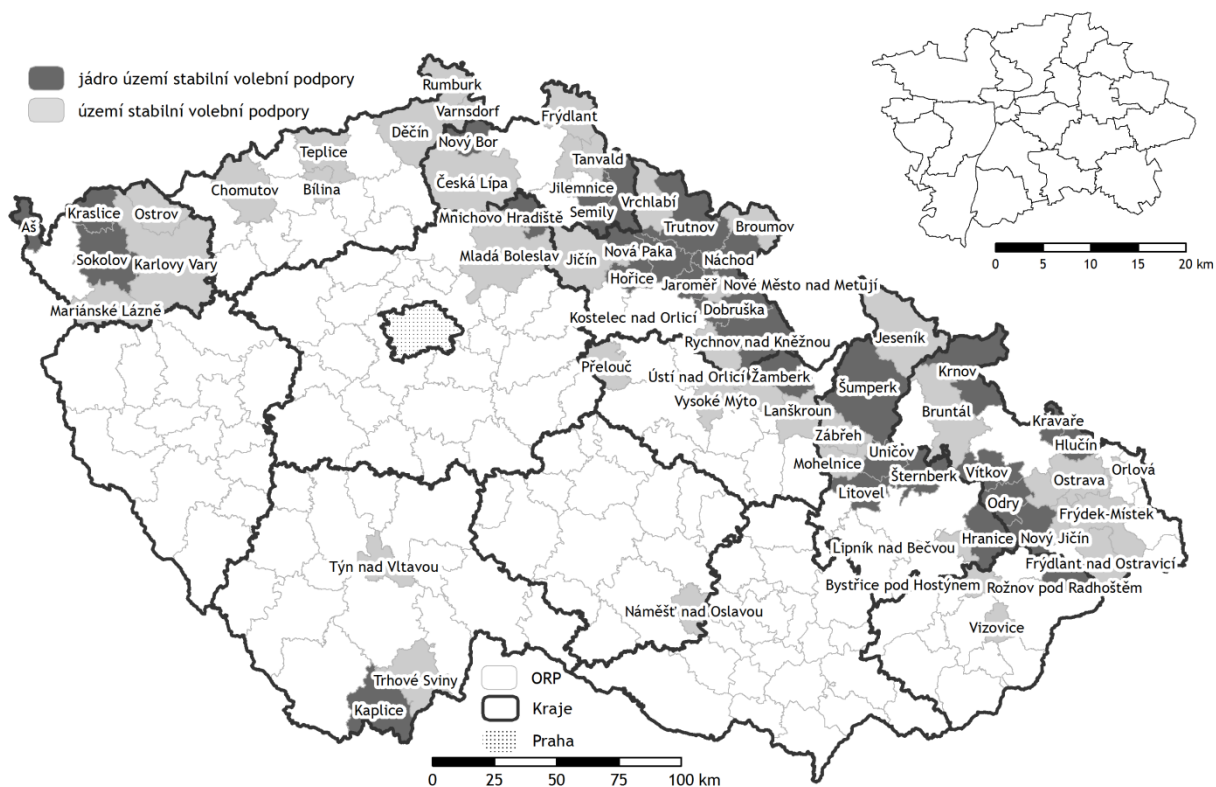 jádro území stabilní volební podpory
území stabilní volební podpory
Rumburk
Varnsdorf
Frýdlant
Děčín
Nový Bor
Teplice
Tanvald
Chomutov
Bílina
Česká Lípa
Jilemnice
Vrchlabí
Kraslice
Ostrov
Mnichovo Hradiště
Semily
Trutnov
Broumov
Aš
Sokolov
Karlovy Vary
Mladá Boleslav
Jičín
Nová Paka
Náchod
Hořice
Jaroměř
Nové Město nad Metují
Mariánské Lázně
Kostelec nad Orlicí
Dobruška
Rychnov nad Kněžnou
Jeseník
Přelouč
Ústí nad Orlicí
Žamberk
Šumperk
Krnov
Vysoké Mýto
Lanškroun
Bruntál
Zábřeh
Kravaře
Uničov
Hlučín
Mohelnice
Šternberk
Vítkov
Orlová
Ostrava
Litovel
Odry
Frýdek-Místek
Hranice
Nový Jičín
Lipník nad Bečvou
Frýdlant nad Ostravicí
Týn nad Vltavou
Bystřice pod Hostýnem
Rožnov pod Radhoštěm
Náměšť nad Oslavou
Vizovice
Trhové Sviny
Kaplice
ORP
Kraje
Praha
0 25 50 75 100 km
0 5 10 15 20 km